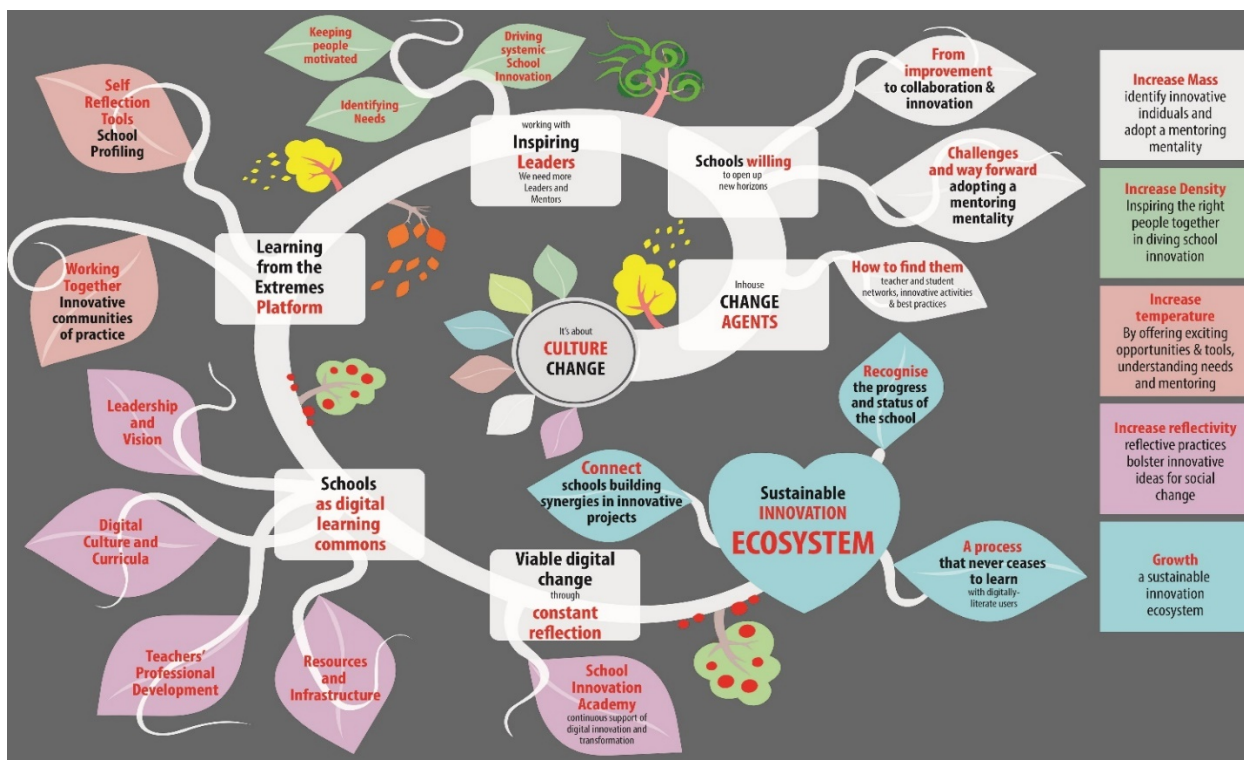 Keeping
people
motivated
Driving
systemic
School
Innovation
Identifying
Needs
Self
Reflection
Tools
School
Profiling
Working
Together
Innovative
communities
of practice
working with
Inspiring
Leaders
We need more
Leaders and
Mentors
Schools willing
to open up
new horizons
From
improvement
to collaboration &
innovation
Challenges
and way forward
adopting a
mentoring
mentality
Learning
from the
Extremes
Platform
It's about
CULTURE
CHANGE
Inhouse
CHANGE
AGENTS
How to find them
teacher and student
networks, innovative activities
& best practices
Leadership
and
Vision
Digital
Culture and
Curricula
Teachers'
Professional
Development
Resources
and
Infrastructure
Schools
as digital
learning
commons
Viable digital
change
through
constant
reflection
School
Innovation
Academy
continuous support of
digital innovation and
transformation
Connect
schools building
synergies in innovative
projects
Recognise
the progress
and status of
the school
Sustainable
INNOVATION
ECOSYSTEM
A process
that never ceases
to learn
with digitally-
literate users
Increase Mass
identify innovative
indiduals and
adopt a mentoring
mentality
Increase Density
Inspiring the right
people together
in diving school
innovation
Increase
temperature
By offering exciting
opportunities & tools,
understanding needs
and mentoring
Increase reflectivity
reflective practices
bolster innovative
ideas for social
change
Growth
a sustainable
innovation
ecosystem